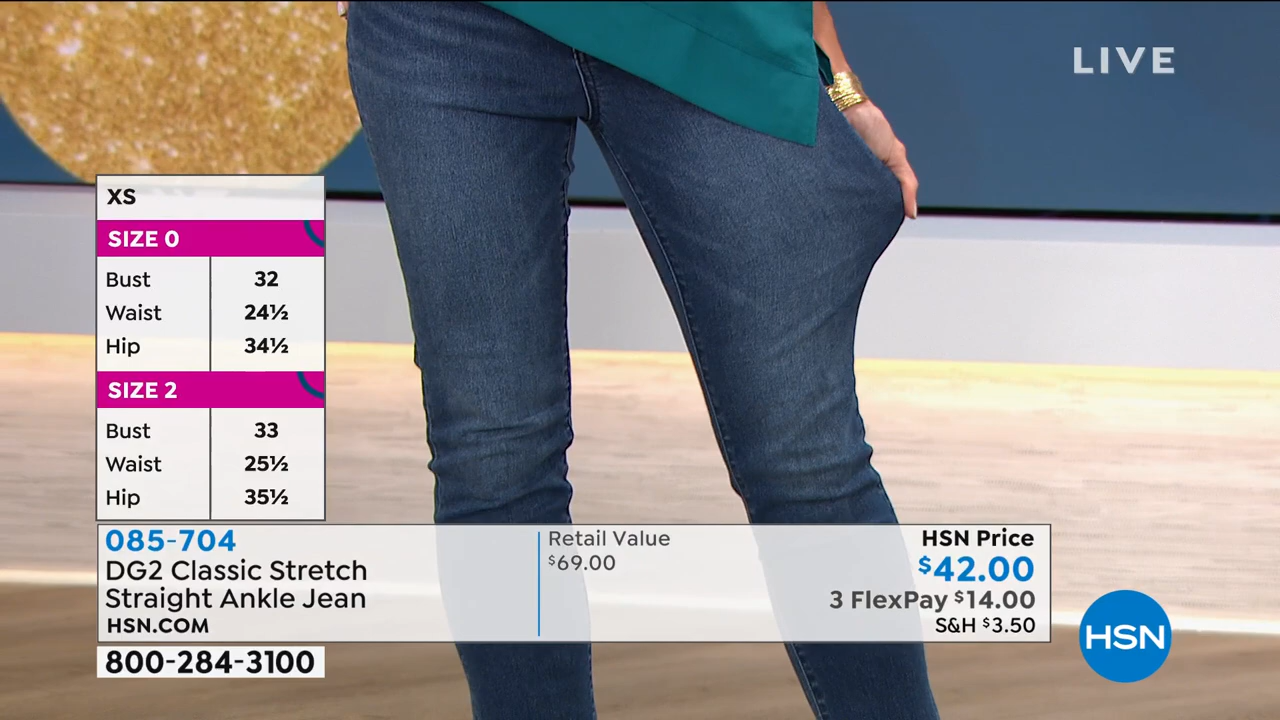 LIVE
XS
SIZE 0
Bust 32
Waist 24½
Hip 34½
SIZE 2
Bust 33
Waist 25½
Hip 35½
085-704
DG2 Classic Stretch
Straight Ankle Jean
HSN.COM
Retail Value
$69.00
HSN Price
$42.00
3 FlexPay $14.00
S&H $3.50
800-284-3100
HSN